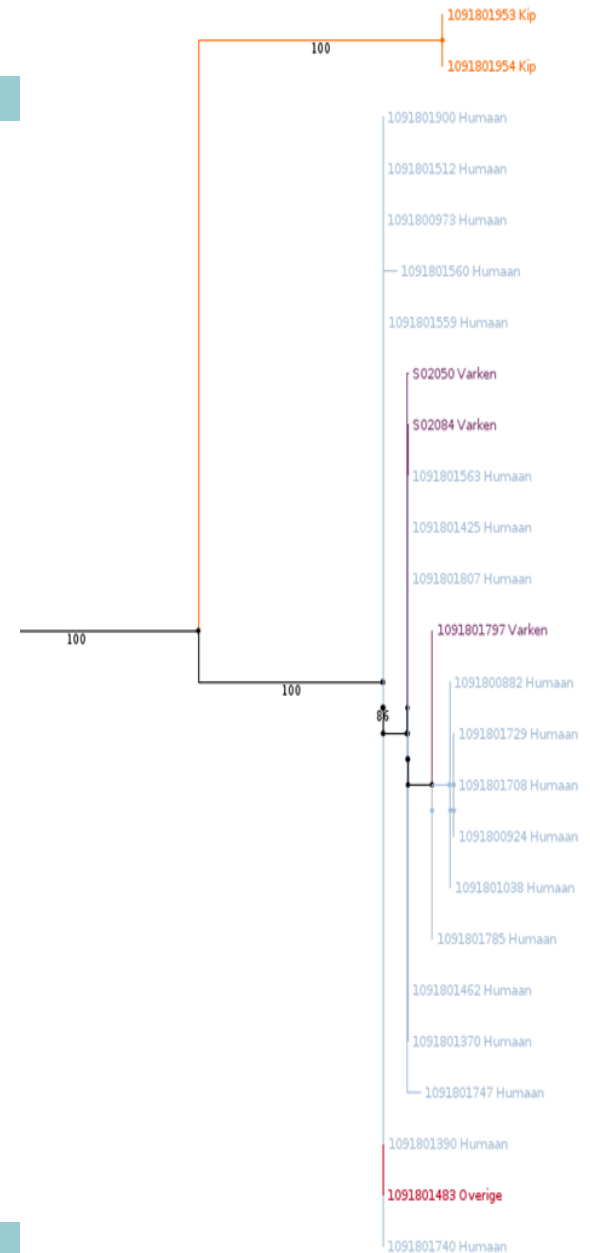 1091801953 Kip
100
1091801954 Kip
1091801900 Humaan
1091801512 Humaan
1091800973 Humaan
1091801560 Humaan
1091801559 Humaan
S02050 Varken
S02084 Varken
1091801563 Humaan
1091801425 Humaan
1091801807 Humaan
1091801797 Varken
100
1091800882 Humaan
100
86
1091801729 Humaan
1091801708 Humaan
1091800924 Humaan
1091801038 Humaan
1091801785 Humaan
1091801462 Humaan
1091801370 Humaan
1091801747 Humaan
1091801390 Humaan
1091801483 Overige
1091801740 Humaan